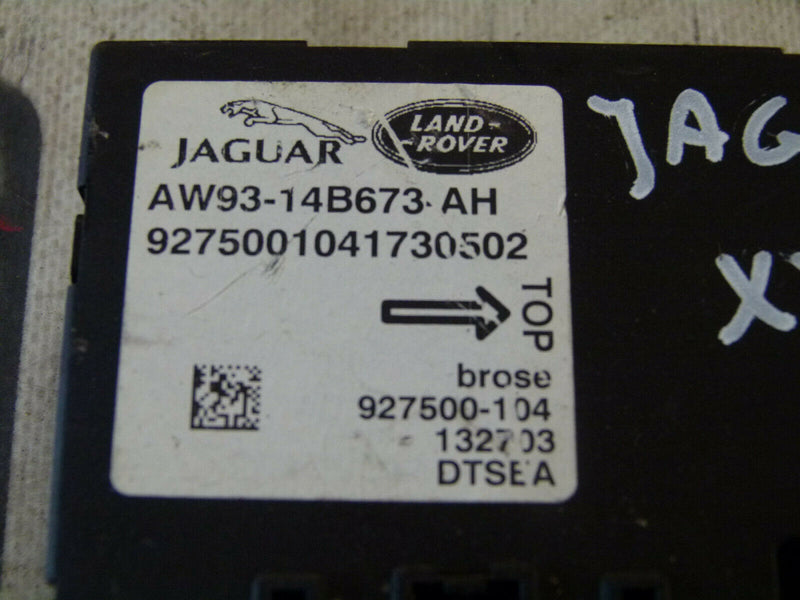 JAGUAR
LAND-
ROVER
AW93-14B673-AH
9275001041730502
TOP
brose
927500-104
132703
DTSEA
JAG
X